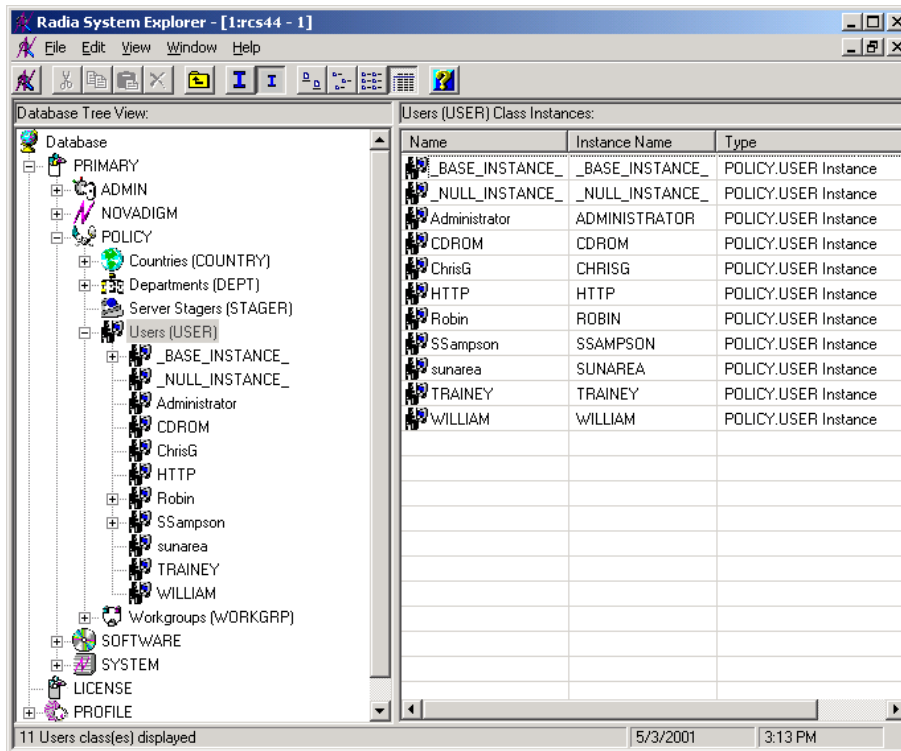 Radia System Explorer - [1:rcs44 - 1]
File Edit View Window Help
Database Tree View:
Database
PRIMARY
ADMIN
NOVADIGM
POLICY
Countries (COUNTRY)
Departments (DEPT)
Server Stagers (STAGER)
Users (USER)
_BASE_INSTANCE_
_NULL_INSTANCE_
Administrator
CDROM
ChrisG
HTTP
Robin
SSampson
sunarea
TRAINEY
WILLIAM
Workgroups (WORKGRP)
SOFTWARE
SYSTEM
LICENSE
PROFILE
Users (USER) Class Instances:
Name Instance Name Type
_BASE_INSTANCE_ _BASE_INSTANCE_ POLICY.USER Instance
_NULL_INSTANCE_ _NULL_INSTANCE_ POLICY.USER Instance
Administrator ADMINISTRATOR POLICY.USER Instance
CDROM CDROM POLICY.USER Instance
ChrisG CHRISG POLICY.USER Instance
HTTP HTTP POLICY.USER Instance
Robin ROBIN POLICY.USER Instance
SSampson SSAMPSON POLICY.USER Instance
sunarea SUNAREA POLICY.USER Instance
TRAINEY TRAINEY POLICY.USER Instance
WILLIAM WILLIAM POLICY.USER Instance
11 Users class(es) displayed 5/3/2001 3:13 PM